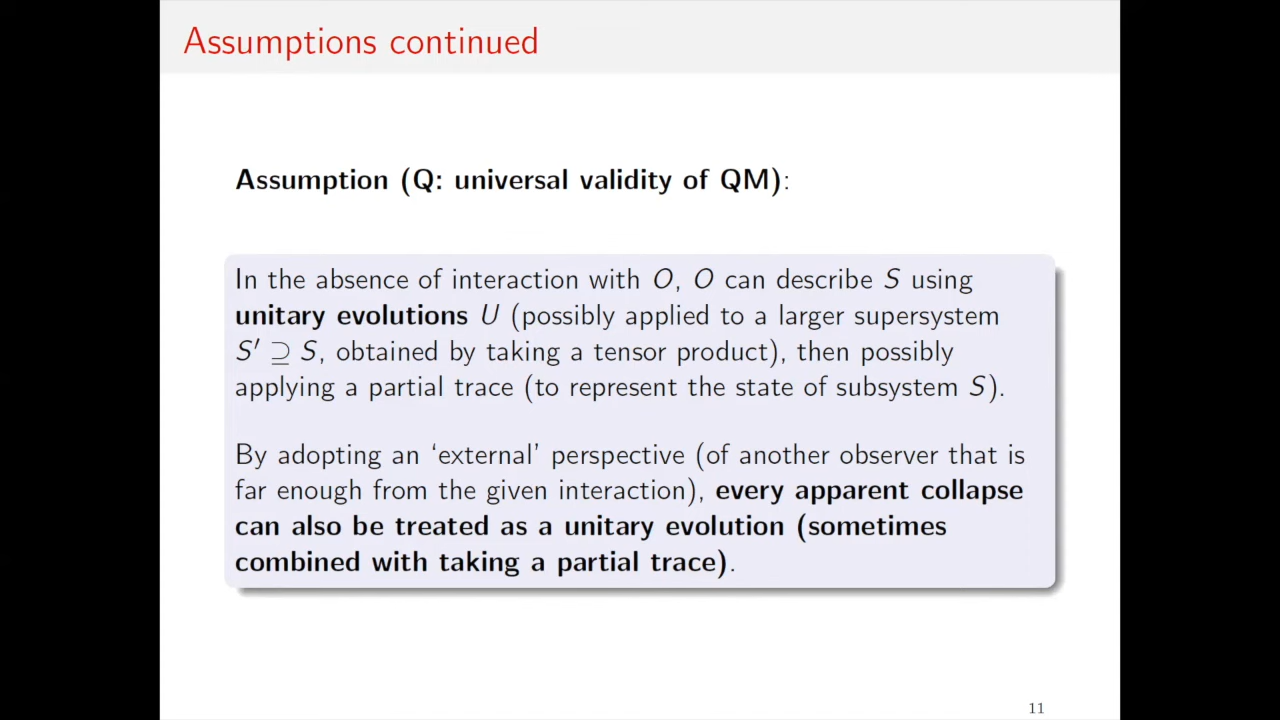 Assumptions continued
Assumption (Q: universal validity of QM):
In the absence of interaction with O, O can describe S using
unitary evolutions U (possibly applied to a larger supersystem
S′ ⊇ S, obtained by taking a tensor product), then possibly
applying a partial trace (to represent the state of subsystem S).
By adopting an ‘external’ perspective (of another observer that is
far enough from the given interaction), every apparent collapse
can also be treated as a unitary evolution (sometimes
combined with taking a partial trace).
11